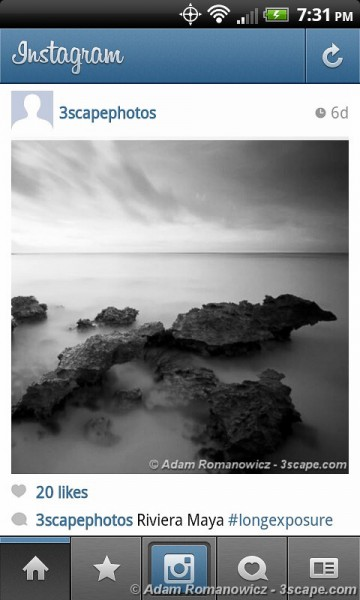 7:31 PM
Instagram
3scapephotos 6d
© Adam Romanowicz - 3scape.com
20 likes
3scapephotos Riviera Maya #longexposure
© Adam Romanowicz - 3scape.com